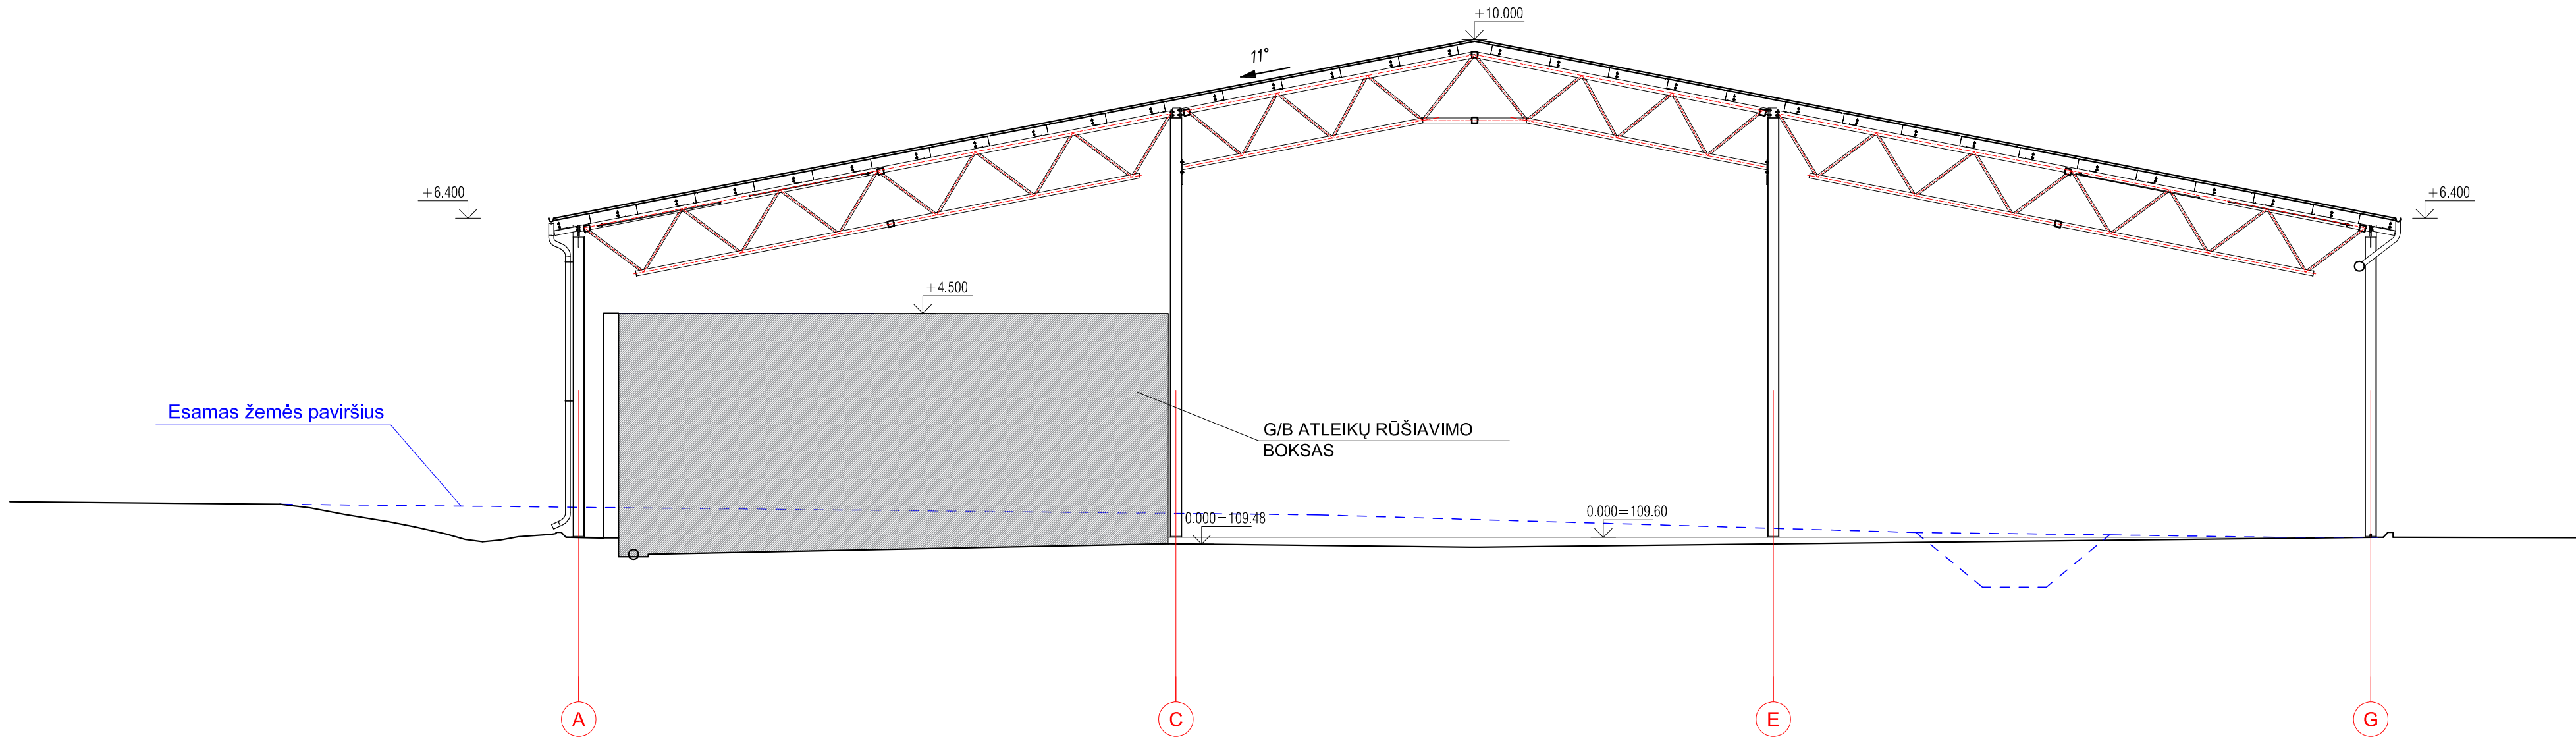 +10.000
11°
+6.400
+6.400
+4.500
Esamas žemės paviršius
G/B ATLEIKŲ RŪŠIAVIMO
BOKSAS
0.000=109.48
0.000=109.60
A
C
E
G